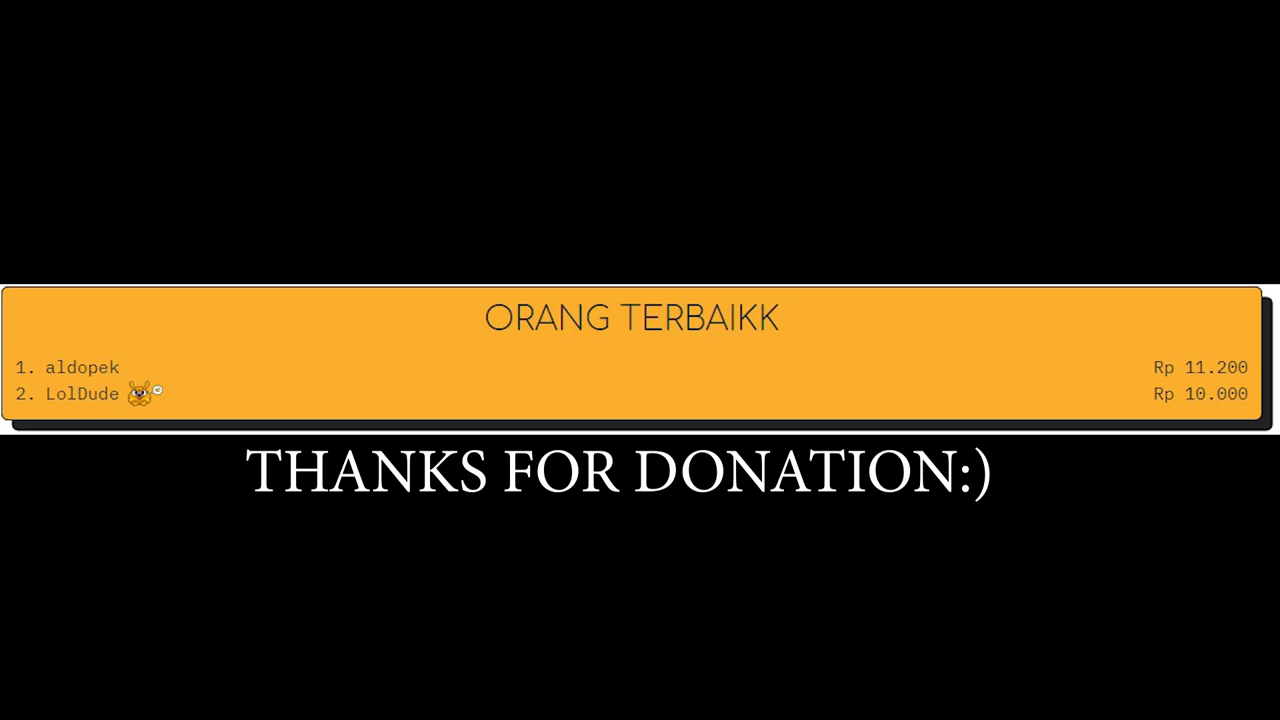 ORANG TERBAIKK
1. aldopek Rp 11.200
2. LolDude Rp 10.000
THANKS FOR DONATION:)